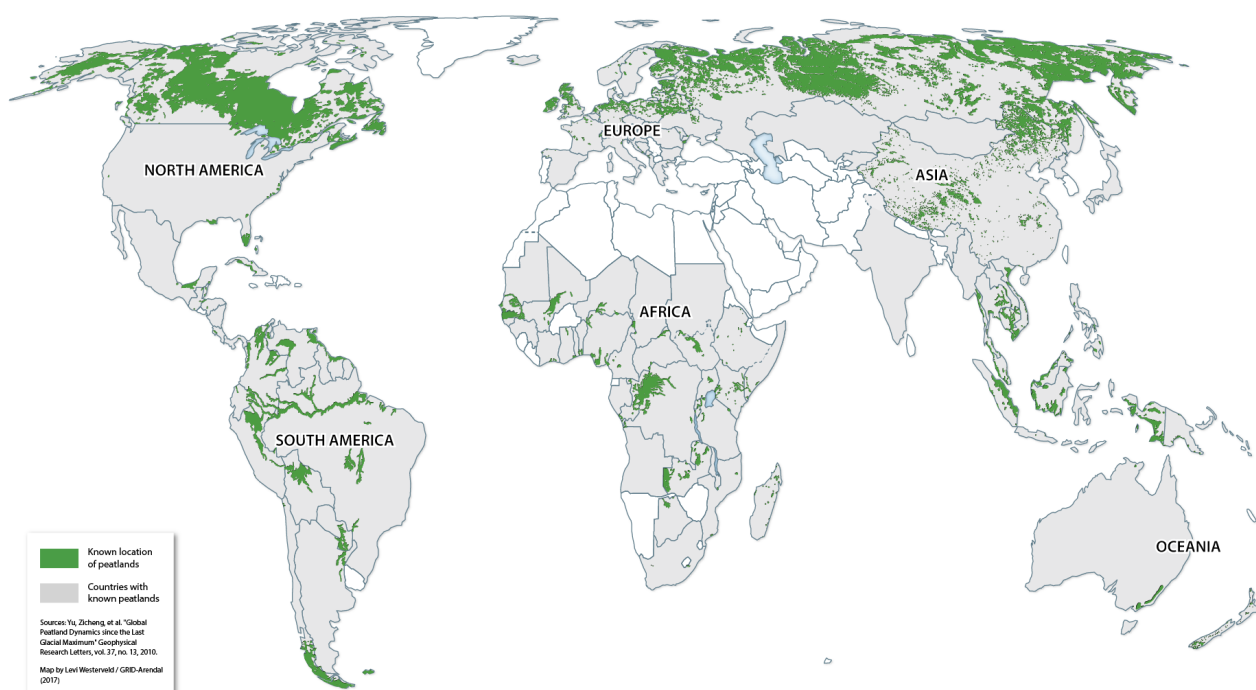 NORTH AMERICA
EUROPE
ASIA
AFRICA
SOUTH AMERICA
OCEANIA
Known location
of peatlands
Countries with
known peatlands
Sources: Yu, Zicheng, et al. "Global
Peatland Dynamics since the Last
Glacial Maximum" Geophysical
Research Letters, vol. 37, no. 13, 2010.
Map by Levi Westerveld / GRID-Arendal
(2017)